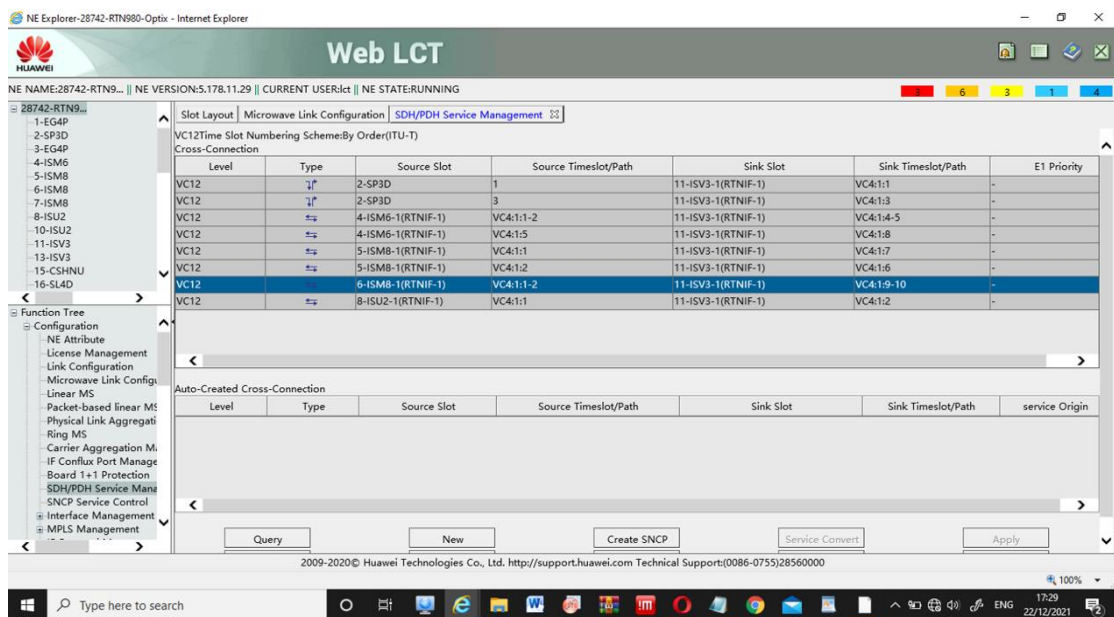 NE Explorer-28742-RTN980-Optix - Internet Explorer
HUAWEI
Web LCT
NE NAME:28742-RTN9... || NE VERSION:5.178.11.29 || CURRENT USER:lct || NE STATE:RUNNING
3 6 3 1 4
28742-RTN9...
1-EG4P
2-SP3D
3-EG4P
4-ISM6
5-ISM8
6-ISM8
7-ISM8
8-ISU2
10-ISU2
11-ISV3
13-ISV3
15-CSHNU
16-SL4D
Function Tree
Configuration
NE Attribute
License Management
Link Configuration
Microwave Link Configu
Linear MS
Packet-based linear MS
Physical Link Aggregati
Ring MS
Carrier Aggregation Ma
IF Conflux Port Manage
Board 1+1 Protection
SDH/PDH Service Mana
SNCP Service Control
Interface Management
MPLS Management
Slot Layout Microwave Link Configuration SDH/PDH Service Management
VC12Time Slot Numbering Scheme:By Order(ITU-T)
Cross-Connection
Level Type Source Slot Source Timeslot/Path Sink Slot Sink Timeslot/Path E1 Priority
VC12 2-SP3D 1 11-ISV3-1(RTNIF-1) VC4:1:1 -
VC12 2-SP3D 3 11-ISV3-1(RTNIF-1) VC4:1:3 -
VC12 4-ISM6-1(RTNIF-1) VC4:1:1-2 11-ISV3-1(RTNIF-1) VC4:1:4-5 -
VC12 4-ISM6-1(RTNIF-1) VC4:1:5 11-ISV3-1(RTNIF-1) VC4:1:8 -
VC12 5-ISM8-1(RTNIF-1) VC4:1:1 11-ISV3-1(RTNIF-1) VC4:1:7 -
VC12 5-ISM8-1(RTNIF-1) VC4:1:2 11-ISV3-1(RTNIF-1) VC4:1:6 -
VC12 6-ISM8-1(RTNIF-1) VC4:1:1-2 11-ISV3-1(RTNIF-1) VC4:1:9-10 -
VC12 8-ISU2-1(RTNIF-1) VC4:1:1 11-ISV3-1(RTNIF-1) VC4:1:2 -
Auto-Created Cross-Connection
Level Type Source Slot Source Timeslot/Path Sink Slot Sink Timeslot/Path service Origin
Query New Create SNCP Service Convert Apply
2009-2020© Huawei Technologies Co., Ltd. http://support.huawei.com Technical Support:(0086-0755)28560000
100%
Type here to search
ENG
17:29
22/12/2021